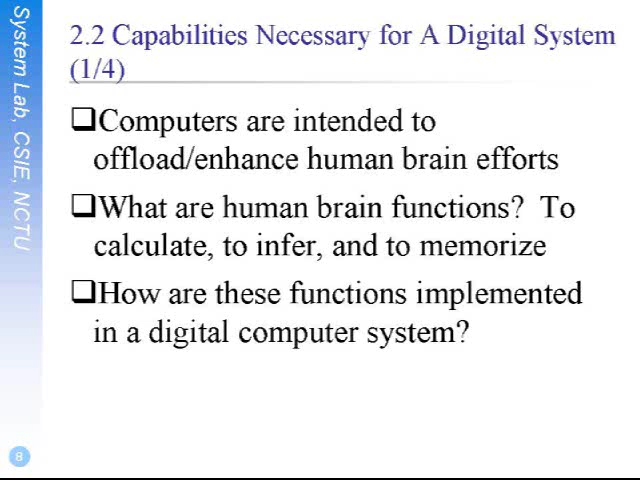 2.2 Capabilities Necessary for A Digital System
(1/4)
❑Computers are intended to
offload/enhance human brain efforts
❑What are human brain functions?  To
calculate, to infer, and to memorize
❑How are these functions implemented
in a digital computer system?
System Lab, CSIE, NCTU
8